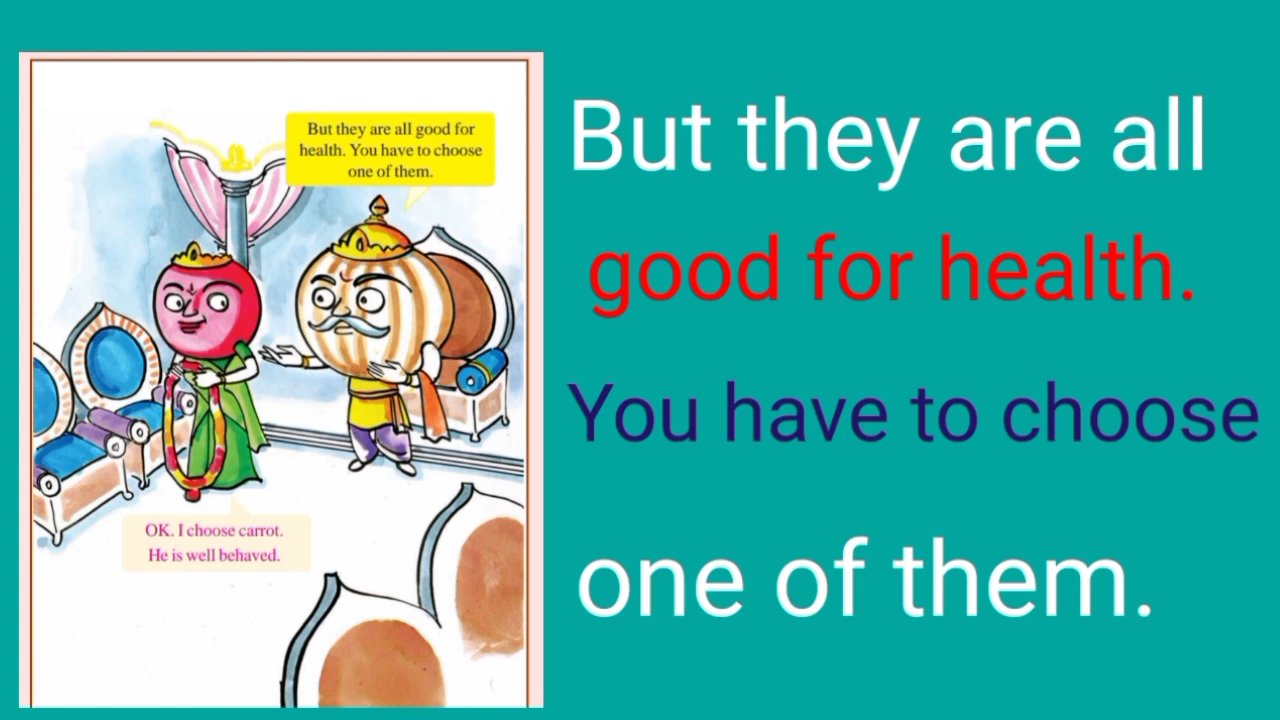 But they are all good for
health. You have to choose
one of them.
OK. I choose carrot.
He is well behaved.
But they are all
good for health.
You have to choose
one of them.